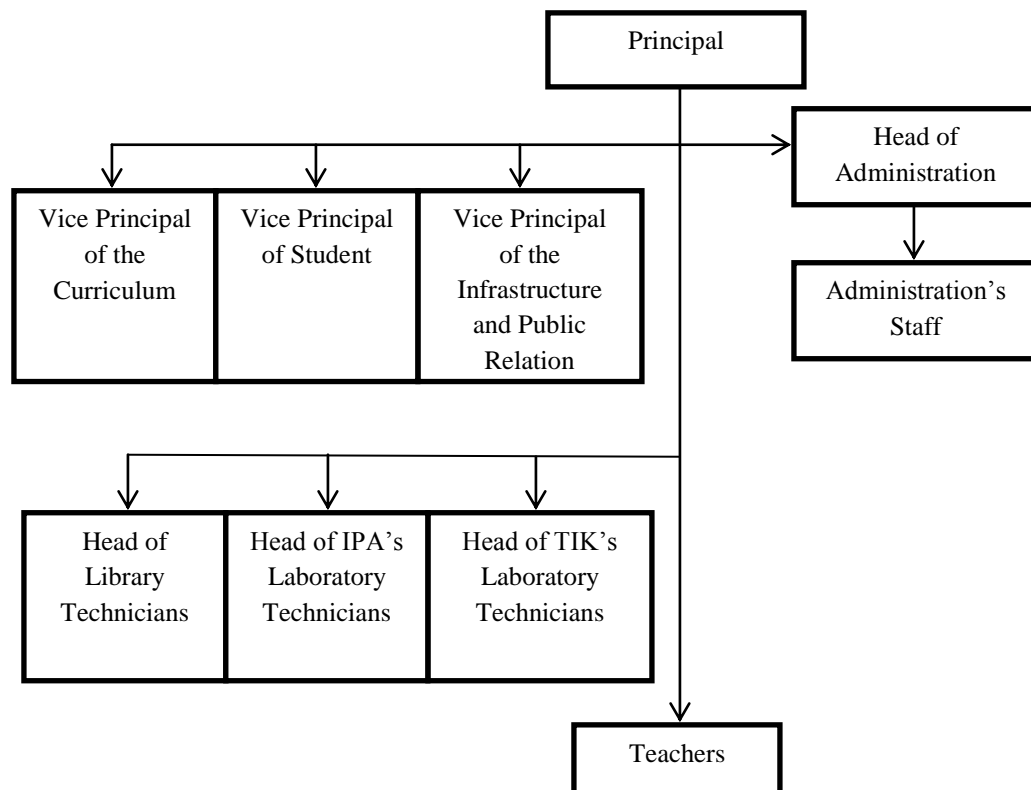 Principal
Head of
Administration
Vice Principal
of the
Curriculum
Vice Principal
of Student
Vice Principal
of the
Infrastructure
and Public
Relation
Administration’s
Staff
Head of
Library
Technicians
Head of IPA’s
Laboratory
Technicians
Head of TIK’s
Laboratory
Technicians
Teachers